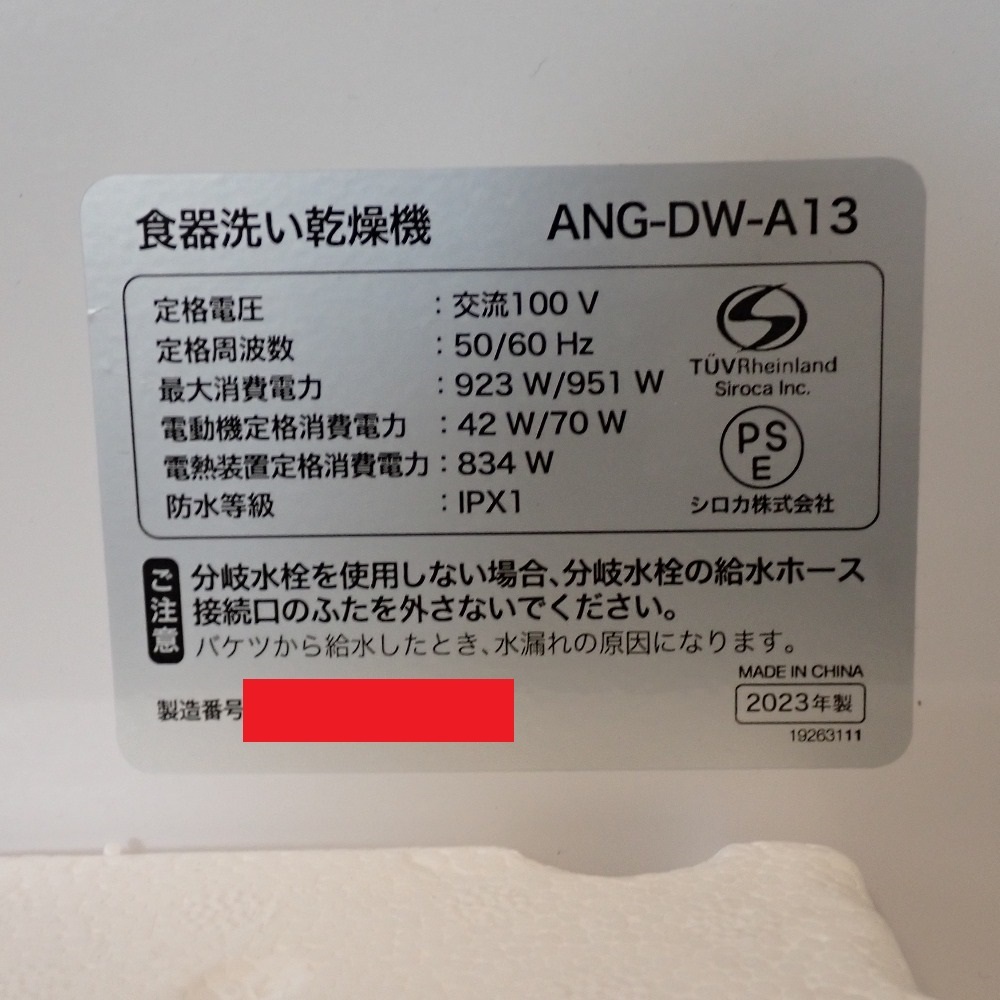 食器洗い乾燥機 ANG-DW-A13
定格電圧 : 交流100 V
定格周波数 : 50/60 Hz
最大消費電力 : 923 W/951 W
電動機定格消費電力 : 42 W/70 W
電熱装置定格消費電力 : 834 W
防水等級 : IPX1
TÜVRheinland
Siroca Inc.
PS
E
シロカ株式会社
ご注意
分岐水栓を使用しない場合、分岐水栓の給水ホース
接続口のふたを外さないでください。
バケツから給水したとき、水漏れの原因になります。
製造番号
MADE IN CHINA
2023年製
19263111